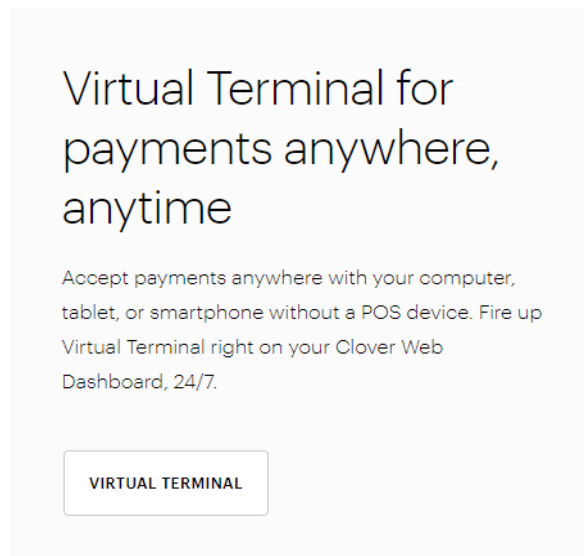 Virtual Terminal for
payments anywhere,
anytime
Accept payments anywhere with your computer,
tablet, or smartphone without a POS device. Fire up
Virtual Terminal right on your Clover Web
Dashboard, 24/7.
VIRTUAL TERMINAL